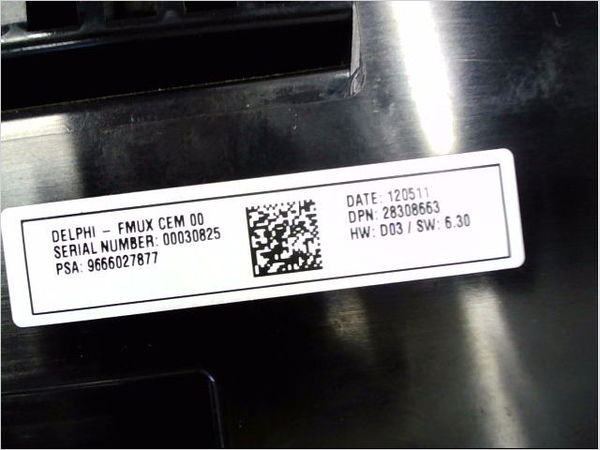 DELPHI - FMUX CEM 00
SERIAL NUMBER: 00030825
PSA: 9666027877
DATE: 120511
DPN: 28308663
HW: D03 / SW: 6.30